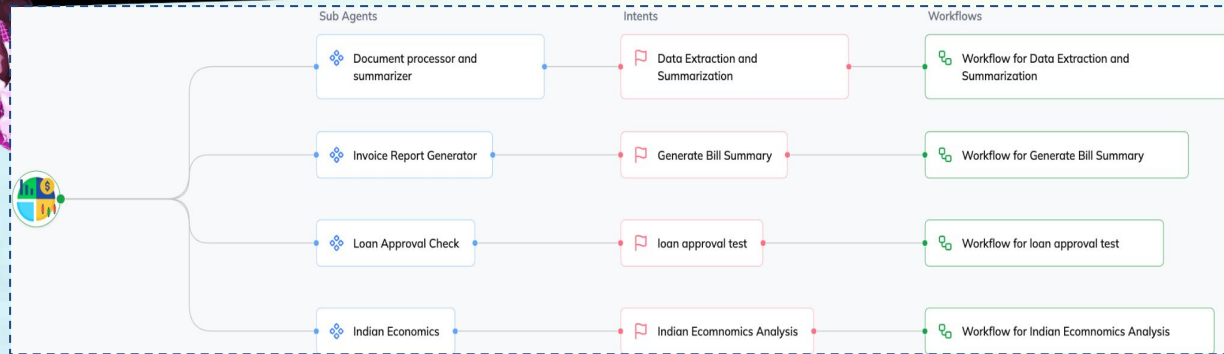 Sub Agents
Intents
Workflows
Document processor and
summarizer
Data Extraction and
Summarization
Workflow for Data Extraction and
Summarization
Invoice Report Generator
Generate Bill Summary
Workflow for Generate Bill Summary
Loan Approval Check
loan approval test
Workflow for loan approval test
Indian Economics
Indian Ecomnomics Analysis
Workflow for Indian Ecomnomics Analysis